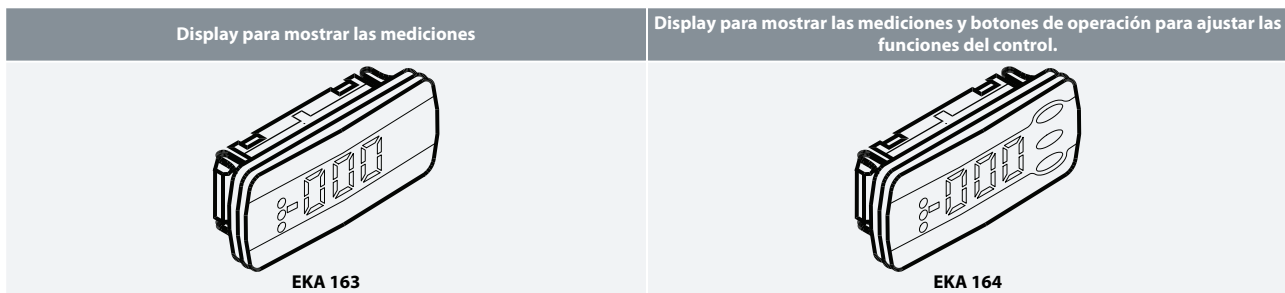 Display para mostrar las mediciones
Display para mostrar las mediciones y botones de operación para ajustar las
funciones del control.
-000
-000
EKA 163
EKA 164